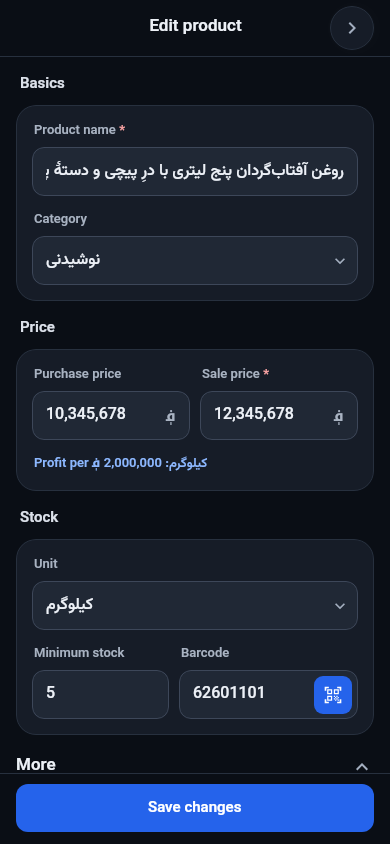 Edit product
Basics
Product name *
روغن آفتاب‌گردان پنج لیتری با درِ پیچی و دستهٔ
Category
نوشیدنی
Price
Purchase price
Sale price *
10,345,678 ؋
12,345,678 ؋
Profit per کیلوگرم: 2,000,000 ؋
Stock
Unit
کیلوگرم
Minimum stock
Barcode
5
62601101
More
Save changes